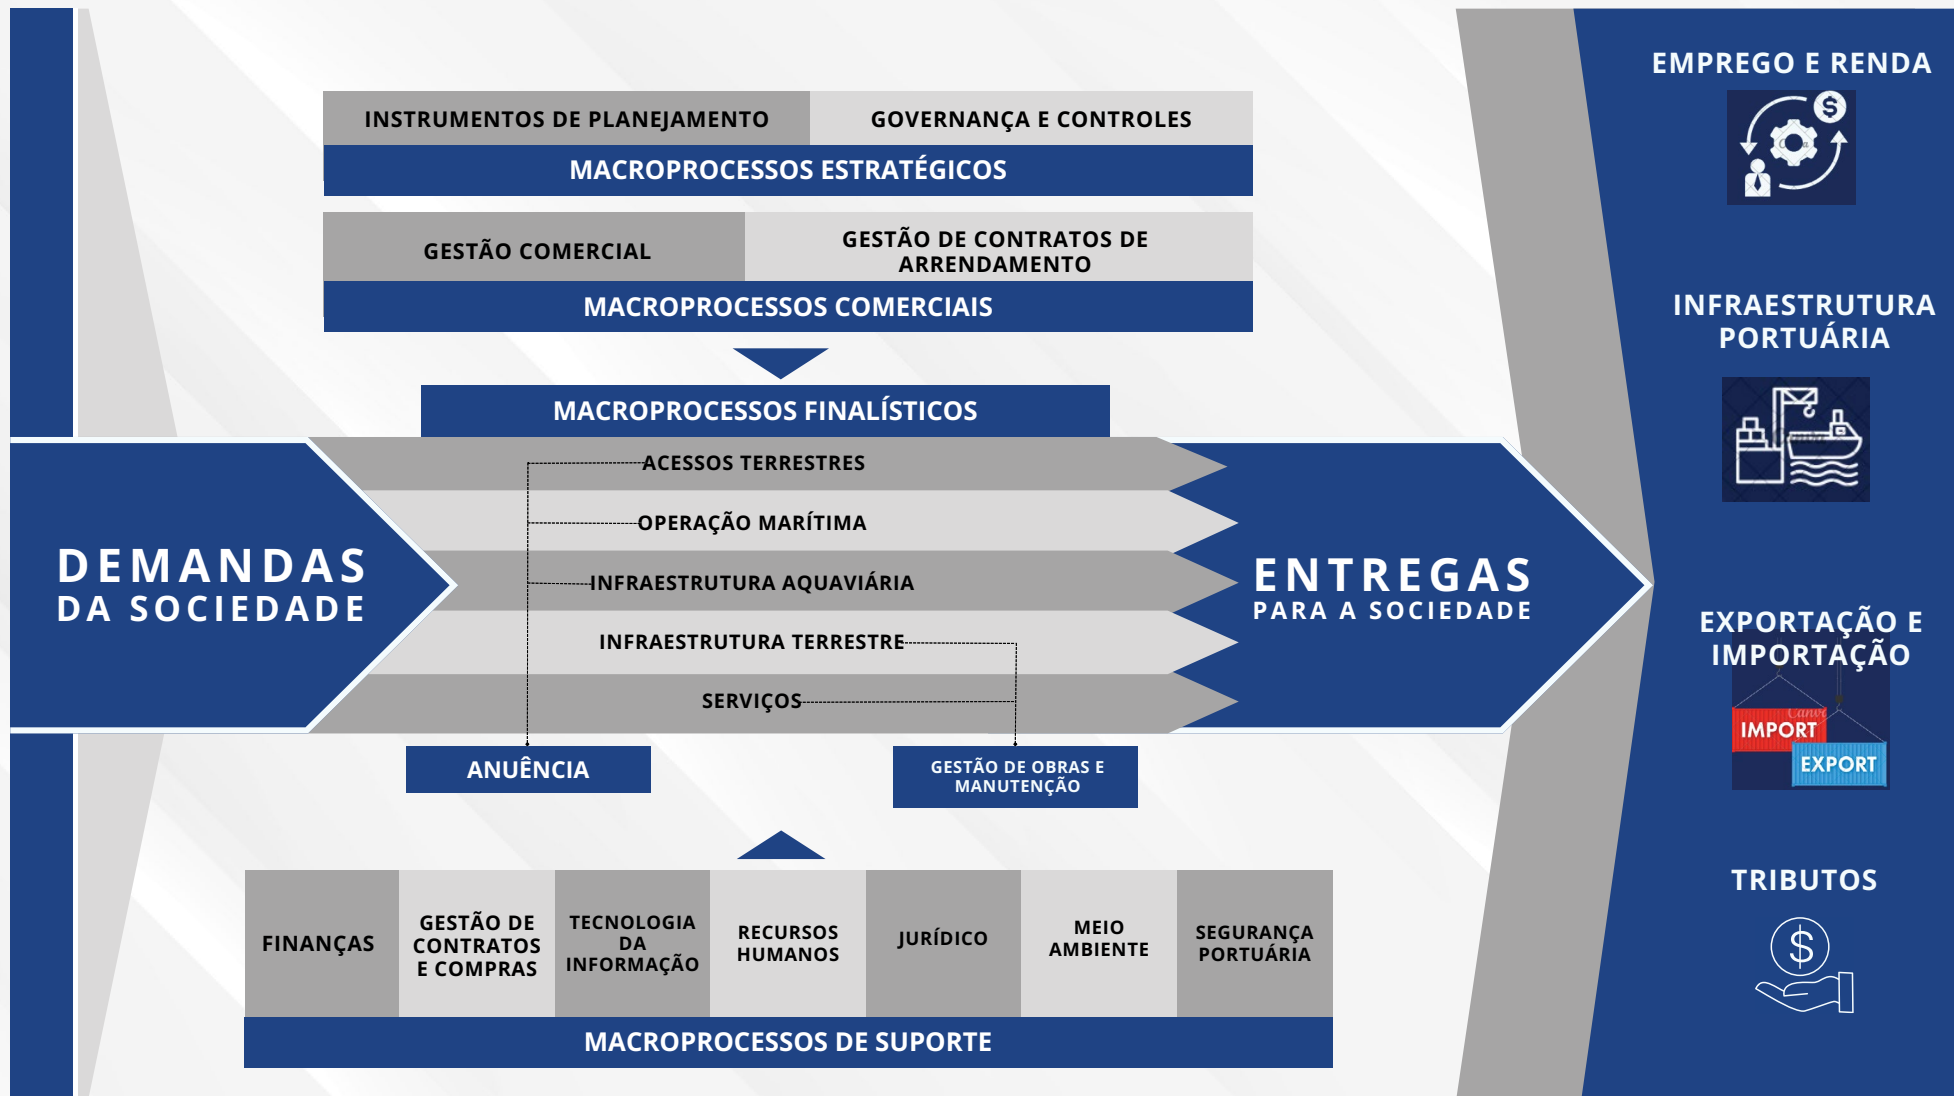 EMPREGO E RENDA
INSTRUMENTOS DE PLANEJAMENTO
GOVERNANÇA E CONTROLES
MACROPROCESSOS ESTRATÉGICOS
GESTÃO COMERCIAL
GESTÃO DE CONTRATOS DE
ARRENDAMENTO
MACROPROCESSOS COMERCIAIS
INFRAESTRUTURA
PORTUÁRIA
MACROPROCESSOS FINALÍSTICOS
ACESSOS TERRESTRES
OPERAÇÃO MARÍTIMA
INFRAESTRUTURA AQUAVIÁRIA
INFRAESTRUTURA TERRESTRE
SERVIÇOS
DEMANDAS
DA SOCIEDADE
ENTREGAS
PARA A SOCIEDADE
EXPORTAÇÃO E
IMPORTAÇÃO
Canva
IMPORT
EXPORT
ANUÊNCIA
GESTÃO DE OBRAS E
MANUTENÇÃO
FINANÇAS
GESTÃO DE
CONTRATOS
E COMPRAS
TECNOLOGIA
DA
INFORMAÇÃO
RECURSOS
HUMANOS
JURÍDICO
MEIO
AMBIENTE
SEGURANÇA
PORTUÁRIA
MACROPROCESSOS DE SUPORTE
TRIBUTOS
$